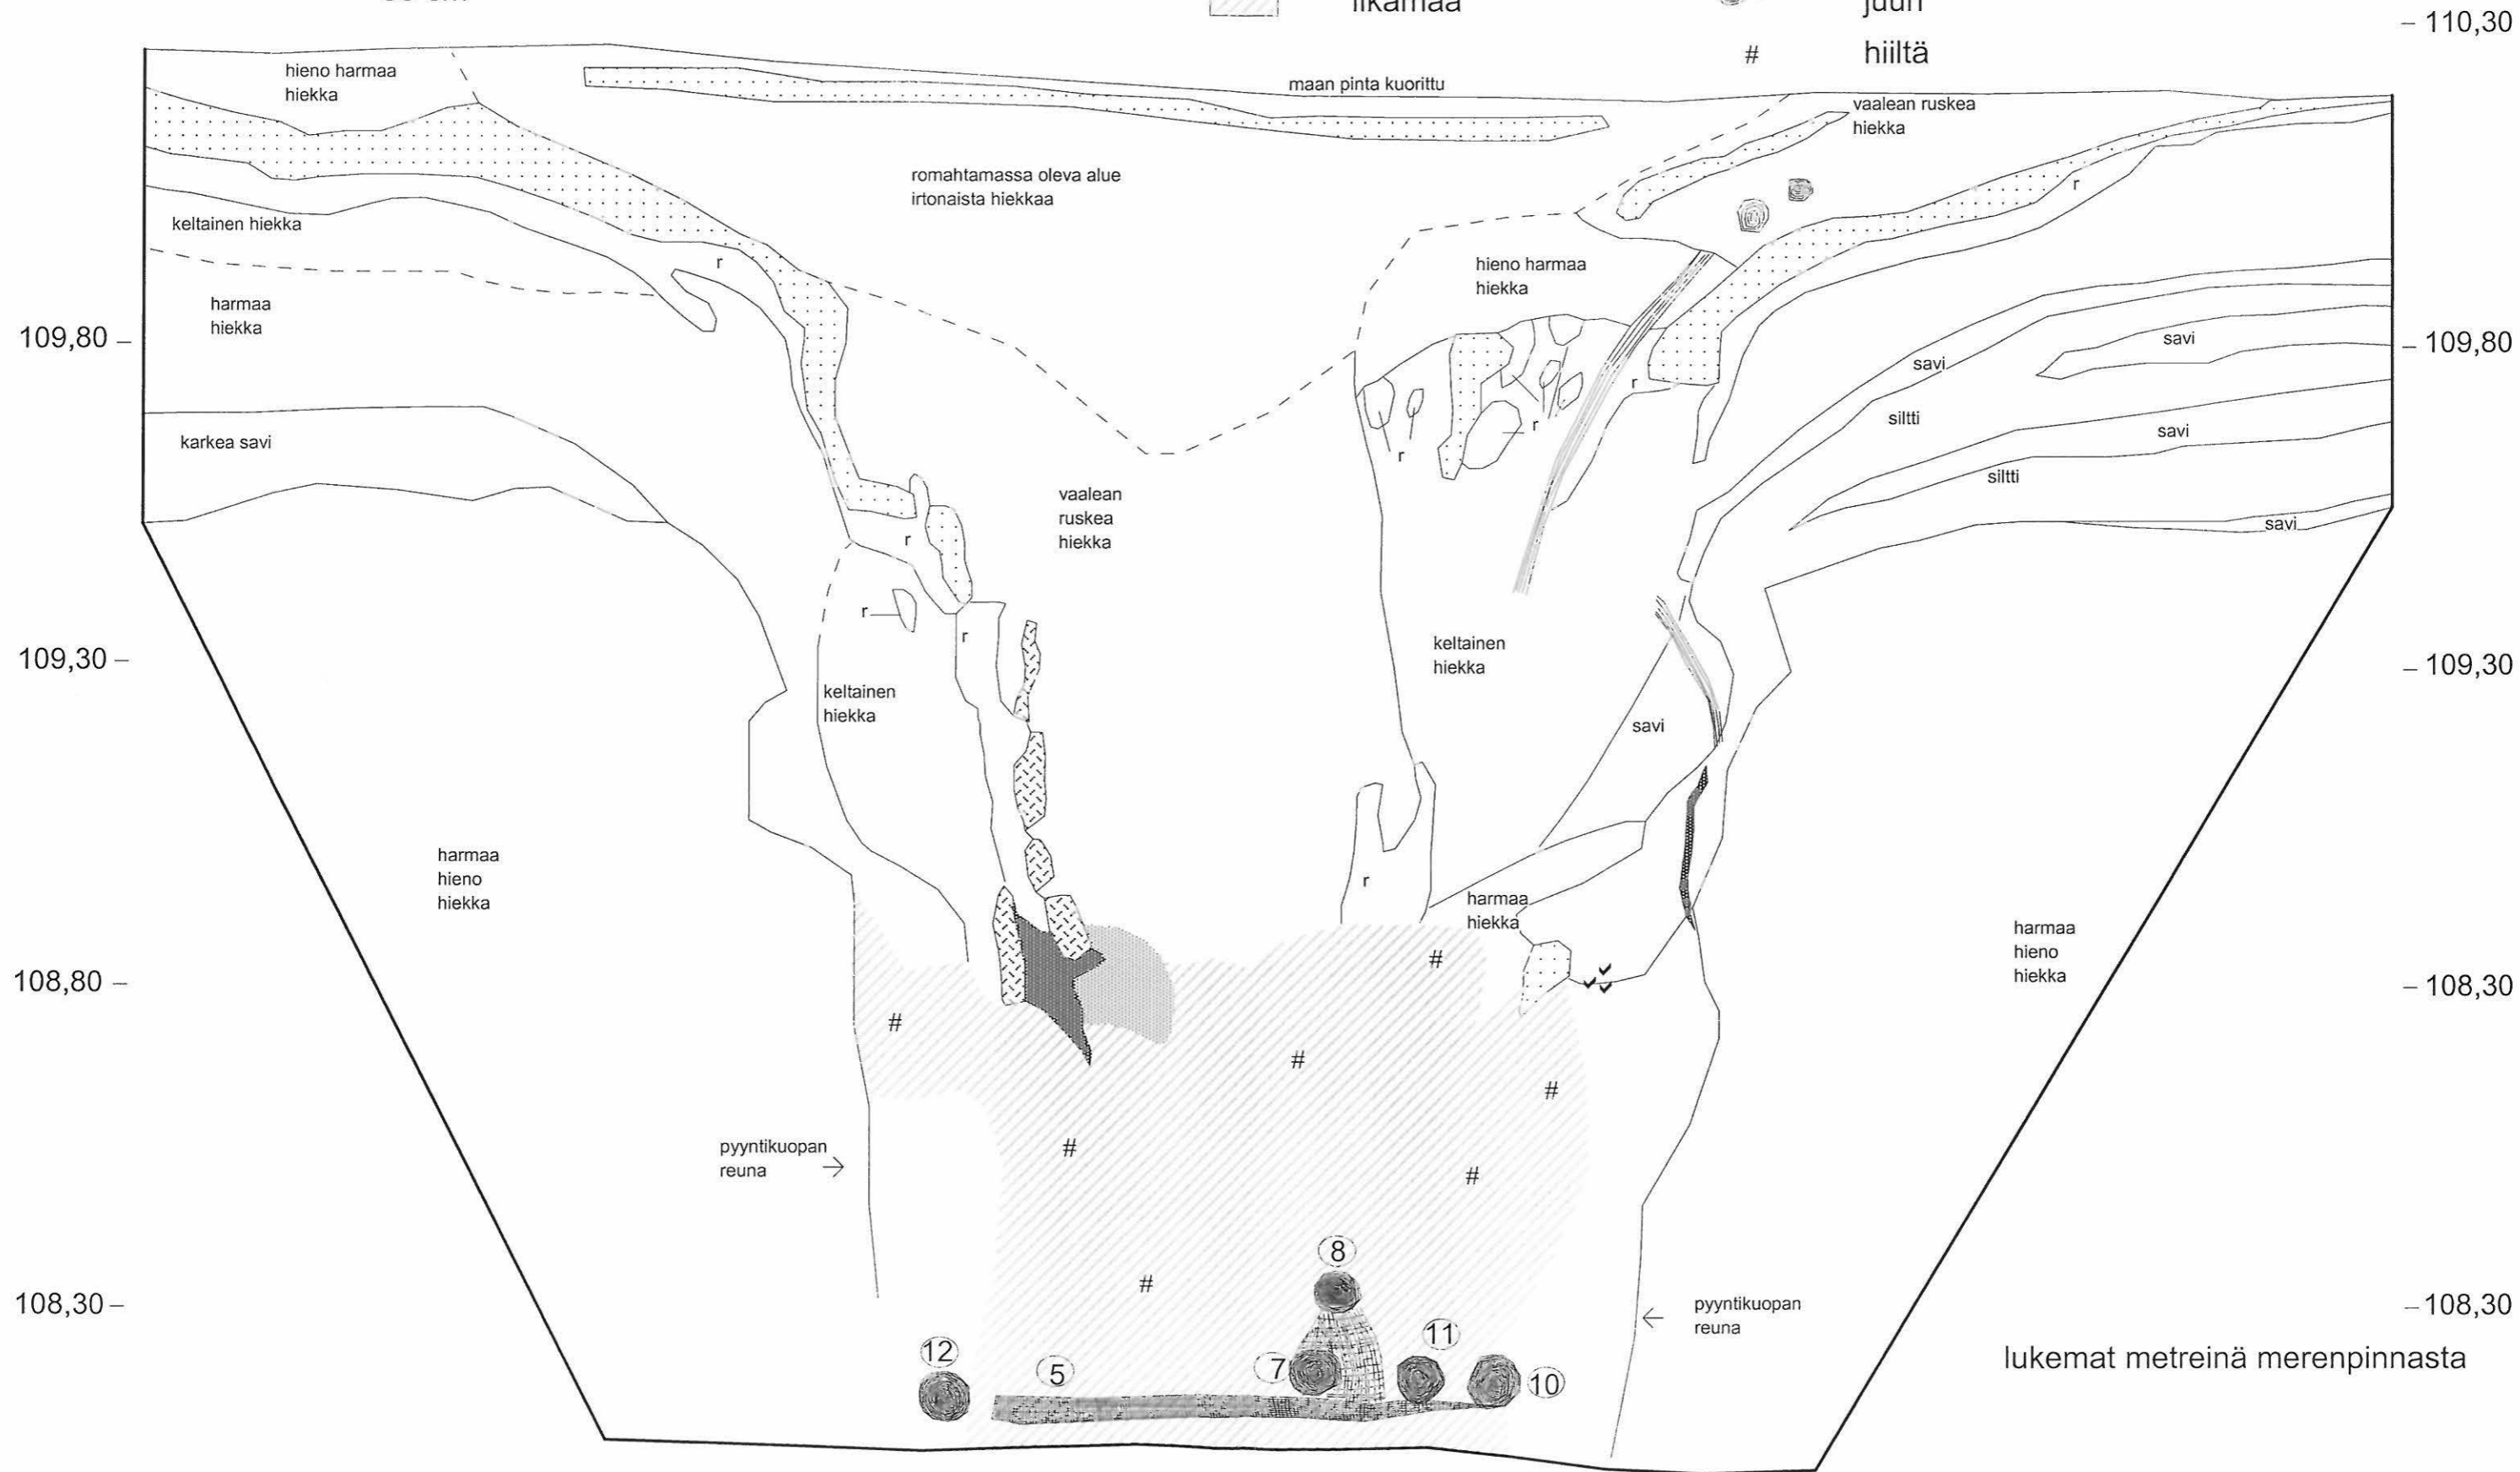 likamaa
juuri
110,30
#
hiiltä
hieno harmaa
hiekka
maan pinta kuorittu
vaalean ruskea
hiekka
romahtamassa oleva alue
irtonaista hiekkaa
r
keltainen hiekka
r
hieno harmaa
hiekka
harmaa
hiekka
109,80
109,80
savi
savi
r
siltti
r
savi
karkea savi
r
siltti
vaalean
ruskea
hiekka
savi
r
r
r
109,30
109,30
keltainen
hiekka
keltainen
hiekka
savi
harmaa
hieno
hiekka
r
harmaa
hiekka
harmaa
hieno
hiekka
#
108,80
108,30
#
#
#
#
pyyntikuopan
reuna
#
8
#
108,30
108,30
pyyntikuopan
reuna
11
12
5
7
10
lukemat metreinä merenpinnasta